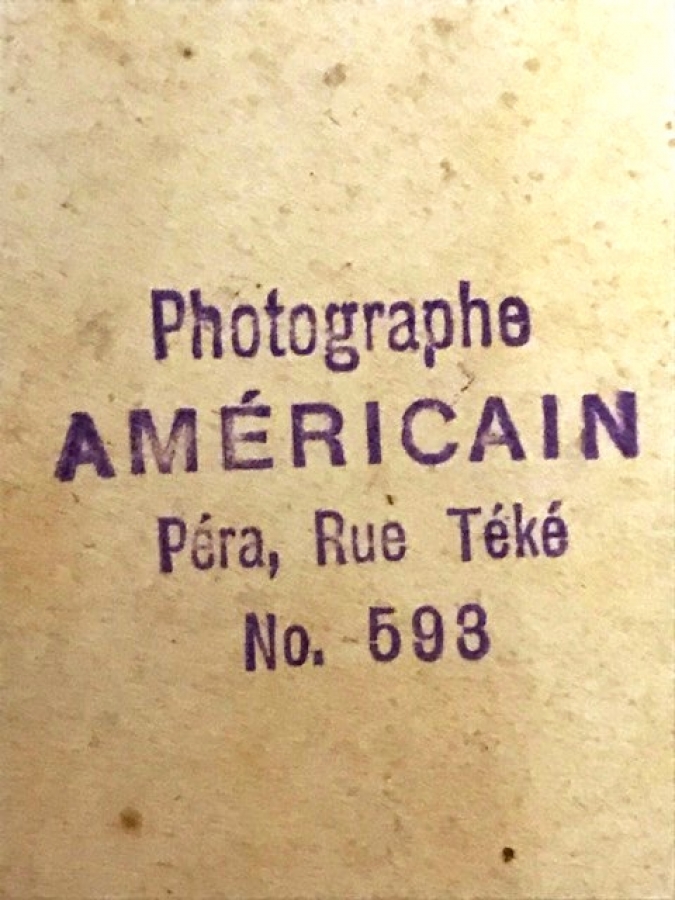 Photographe
AMÉRICAIN
Péra, Rue Téké
No. 593